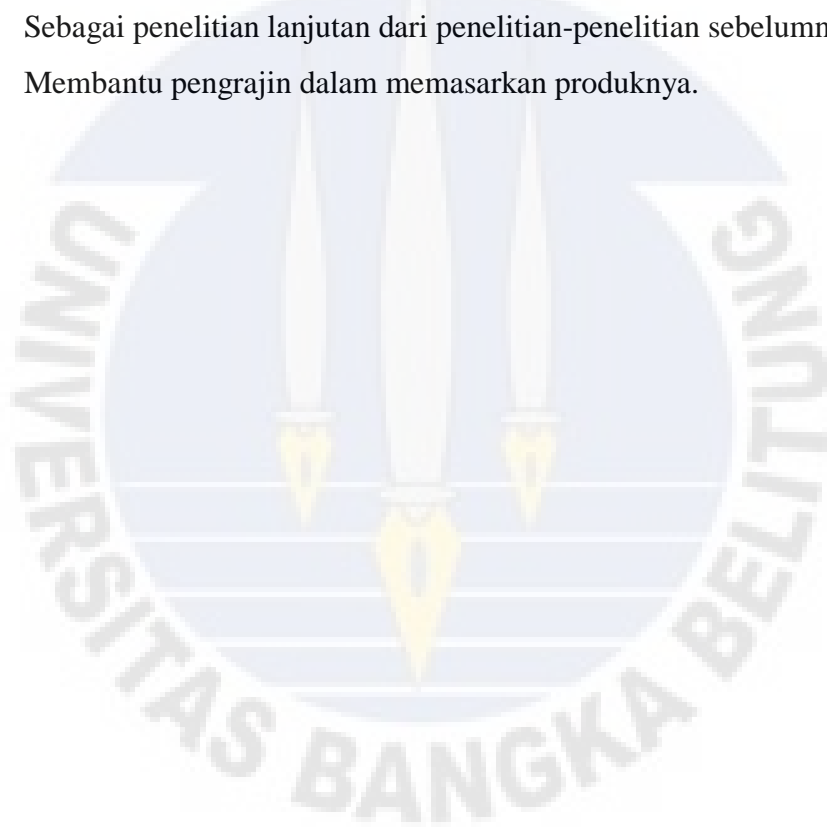 Sebagai penelitian lanjutan dari penelitian-penelitian sebelumn
Membantu pengrajin dalam memasarkan produknya.
UNIVERSITAS BANGKA BELITUNG